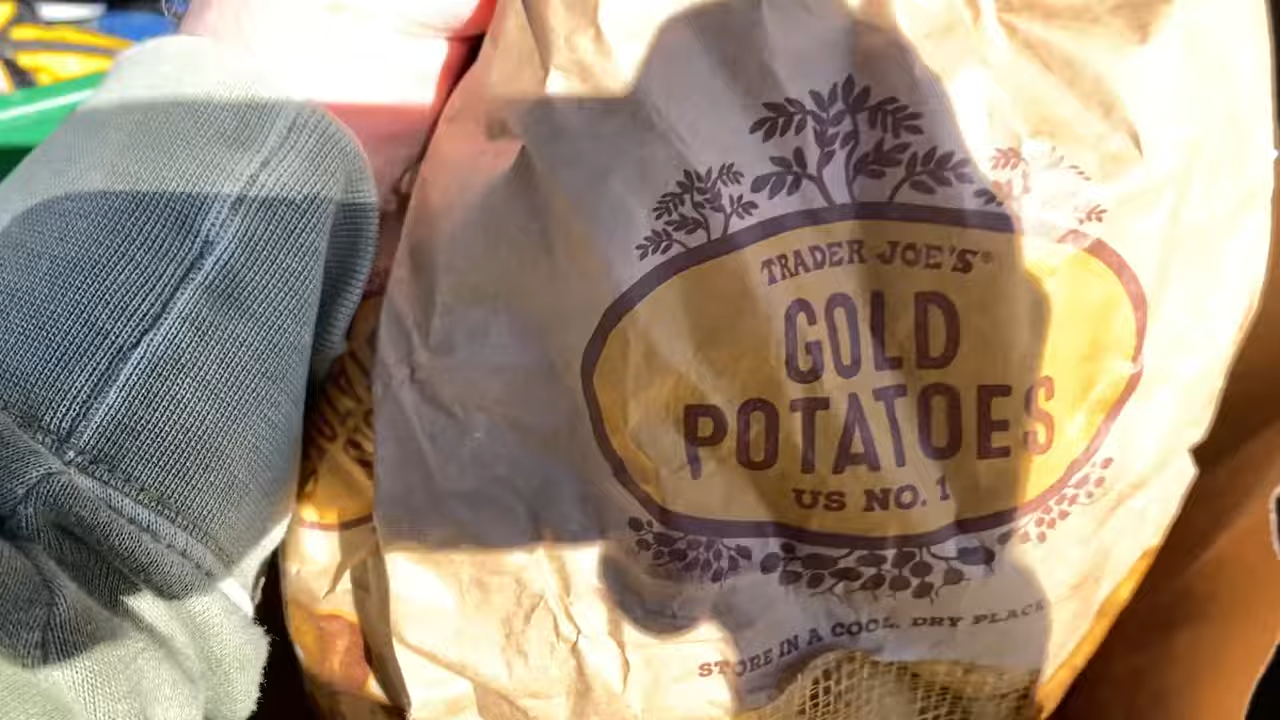 TRADER JOE'S®
GOLD
POTATOES
US NO. 1
STORE IN A COOL, DRY PLACE